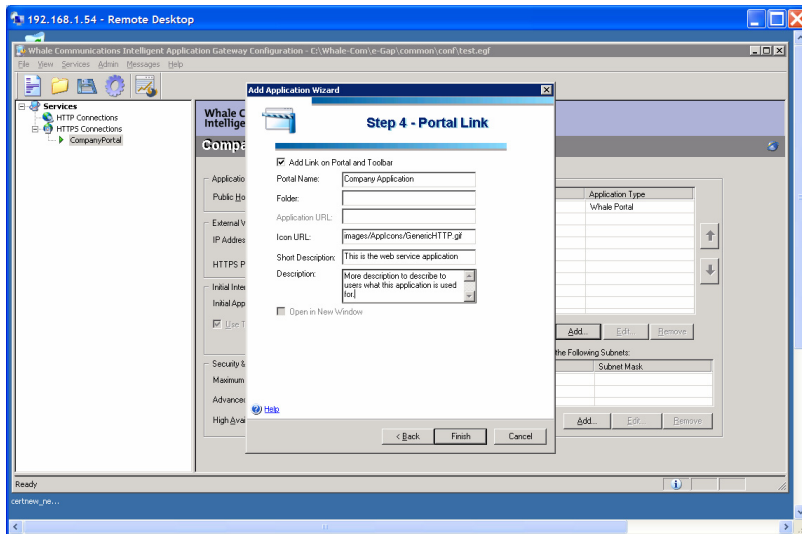 192.168.1.54 - Remote Desktop
Whale Communications Intelligent Application Gateway Configuration - C:\Whale-Com\e-Gap\common\conf\test.egf
File View Services Admin Messages Help
Services
HTTP Connections
HTTPS Connections
CompanyPortal
Whale C
Intellige
Compa
Applicatio
Public Ho
External V
IP Addres
HTTPS P
Initial Inte
Initial App
Use T
Security &
Maximum
Advance
High Avai
Add Application Wizard
Step 4 - Portal Link
Add Link on Portal and Toolbar
Portal Name: Company Application
Folder:
Application URL:
Icon URL: images/AppIcons/GenericHTTP.gif
Short Description: This is the web service application
Description: More description to describe to
users what this application is used
for.
Open in New Window
Help
< Back Finish Cancel
Application Type
Whale Portal
Add... Edit... Remove
the Following Subnets:
Subnet Mask
Add... Edit... Remove
Ready
certnew_ne...